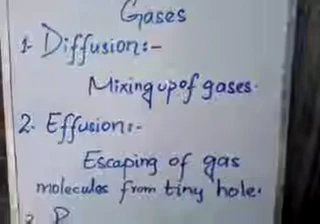 Gases
1- Diffusion:-
Mixing up of gases.
2. Effusion:-
Escaping of gas
molecules from tiny hole.